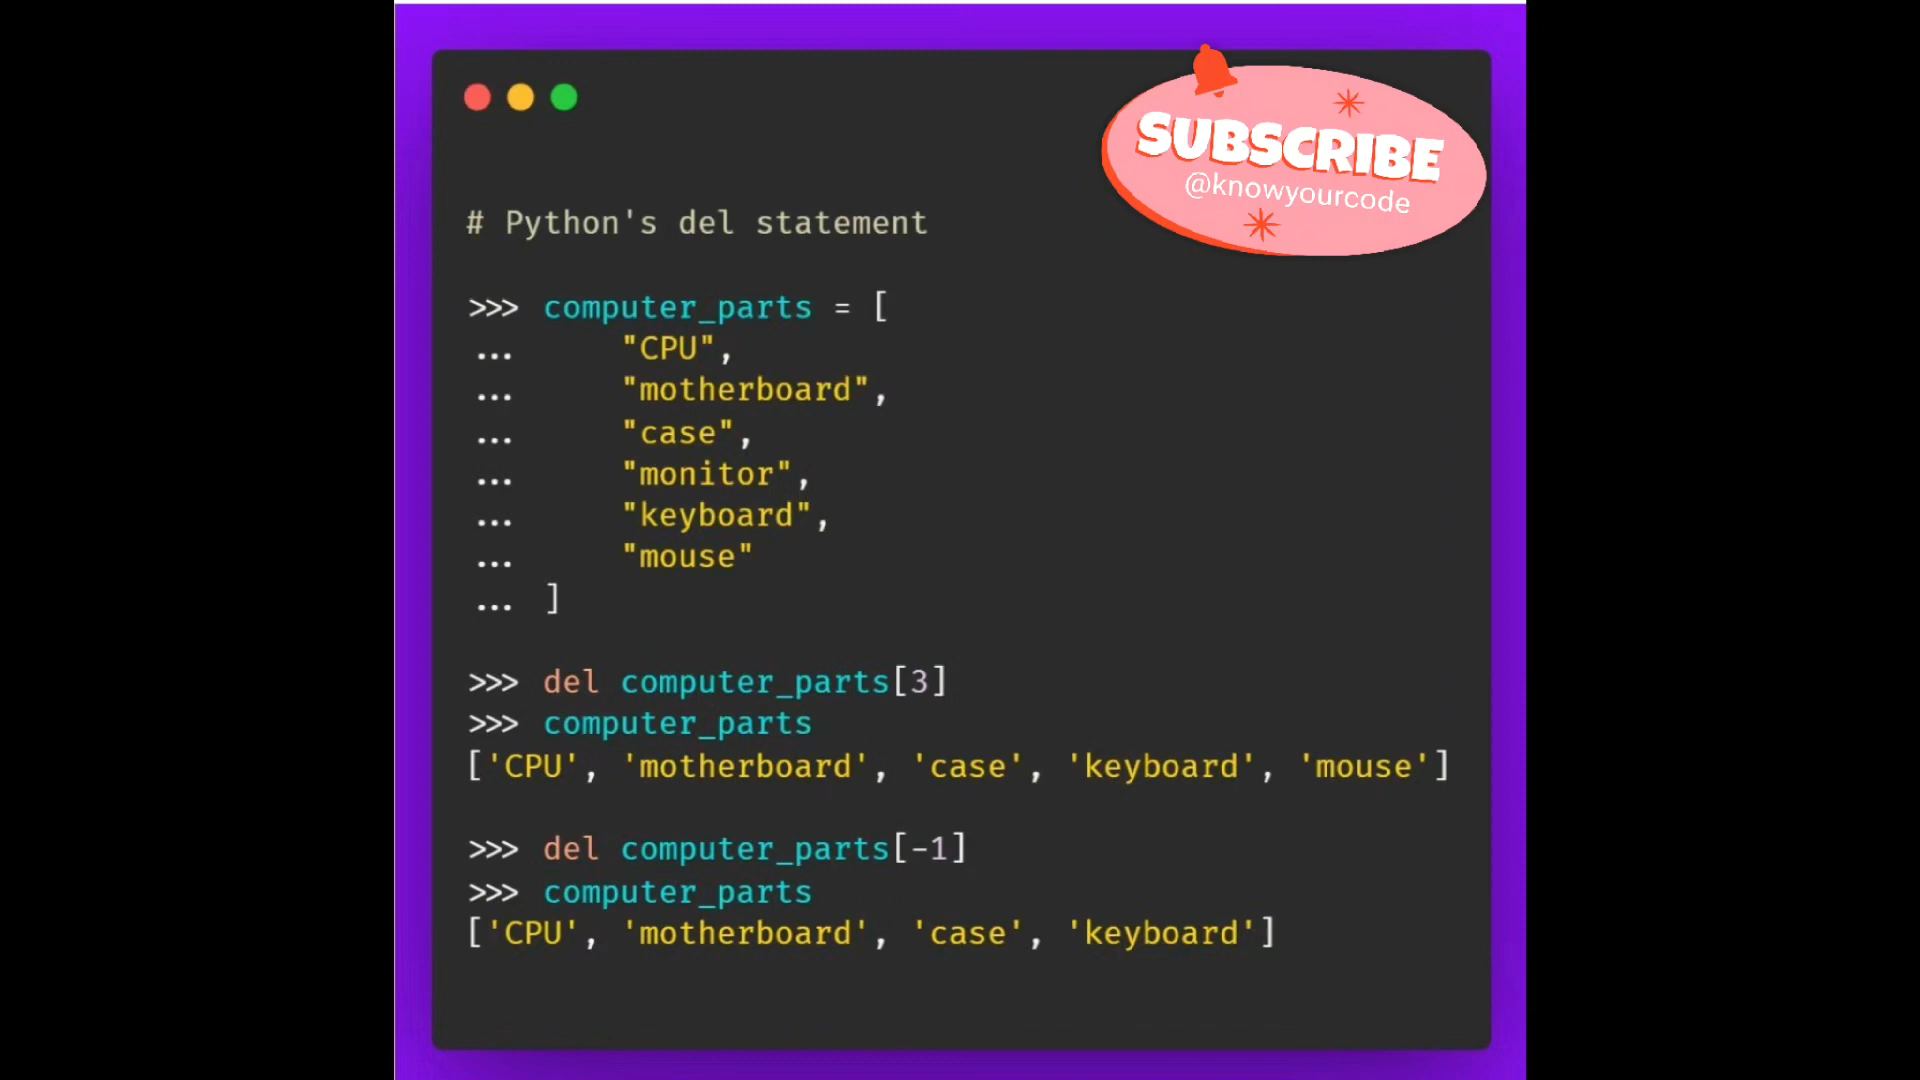 SUBSCRIBE
@knowyourcode
# Python's del statement
>>> computer_parts = [
...     "CPU",
...     "motherboard",
...     "case",
...     "monitor",
...     "keyboard",
...     "mouse"
... ]
>>> del computer_parts[3]
>>> computer_parts
['CPU', 'motherboard', 'case', 'keyboard', 'mouse']
>>> del computer_parts[-1]
>>> computer_parts
['CPU', 'motherboard', 'case', 'keyboard']